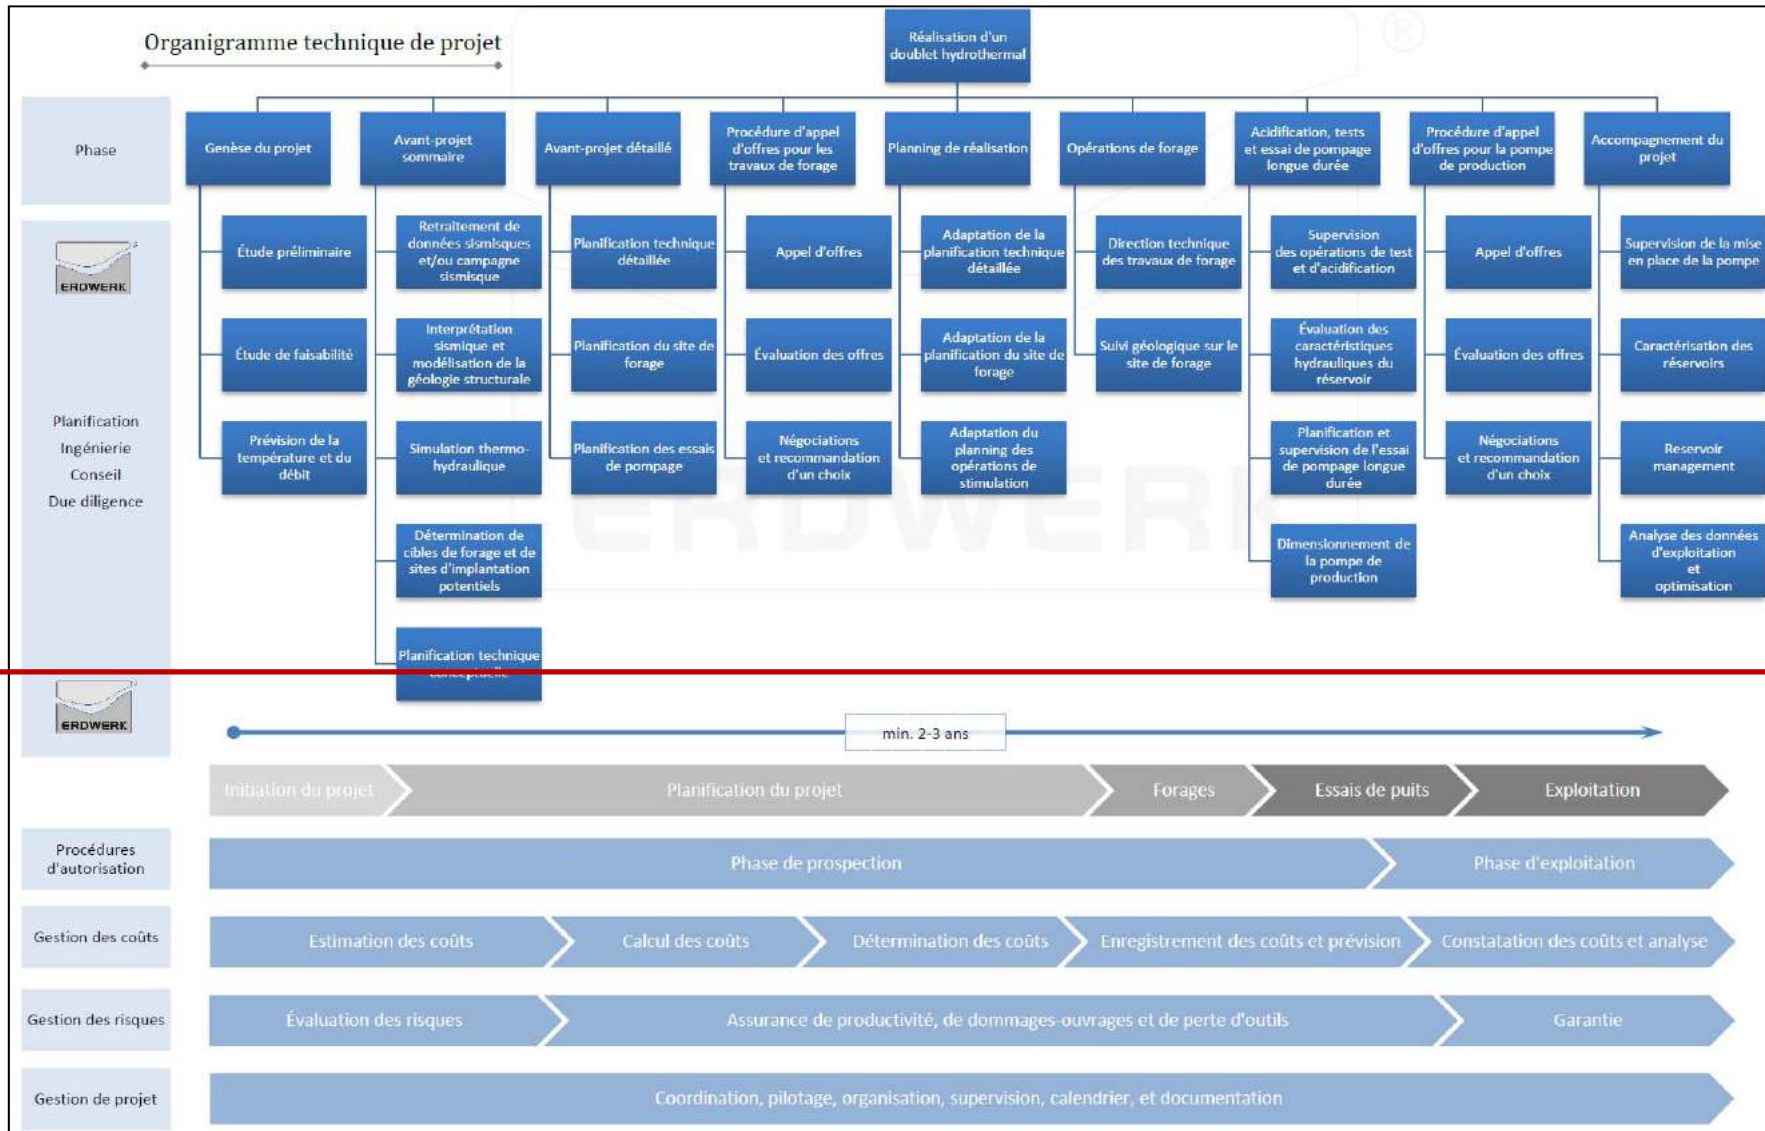 Organigramme technique de projet
Réalisation d'un
doublet hydrothermal
®
Phase
Genèse du projet
Avant-projet
sommaire
Avant-projet détaillé
Procédure d'appel
d'offres pour les
travaux de forage
Planning de réalisation
Opérations de forage
Acidification, tests
et essai de pompage
longue durée
Procédure d'appel
d'offres pour la pompe
de production
Accompagnement du
projet
ERDWERK
Planification
Ingénierie
Conseil
Due diligence
ERDWERK
Étude préliminaire
Étude de faisabilité
Prévision de la
température et du
débit
Retraitement de
données sismiques
et/ou campagne
sismique
Interprétation
sismique et
modélisation de la
géologie structurale
Simulation thermo-
hydraulique
Détermination de
cibles de forage et de
sites d'implantation
potentiels
Planification technique
conceptuelle
Planification technique
détaillée
Planification du site de
forage
Planification des essais
de pompage
Appel d'offres
Évaluation des offres
Négociations
et recommandation
d'un choix
Adaptation de la
planification technique
détaillée
Adaptation de la
planification du site de
forage
Adaptation du
planning des
opérations de
stimulation
Direction technique
des travaux de forage
Suivi géologique sur le
site de forage
Supervision
des opérations de test
et d'acidification
Évaluation des
caractéristiques
hydrauliques du
réservoir
Planification et
supervision de l'essai
de pompage longue
durée
Dimensionnement de
la pompe de
production
Appel d'offres
Évaluation des offres
Négociations
et recommandation
d'un choix
Supervision de la mise
en place de la pompe
Caractérisation des
réservoirs
Reservoir
management
Analyse des données
d'exploitation
et
optimisation
ERDWERK
min. 2-3 ans
Initiation du projet
Planification du projet
Forages
Essais de puits
Exploitation
Procédures
d'autorisation
Phase de prospection
Phase d'exploitation
Gestion des coûts
Estimation des coûts
Calcul des coûts
Détermination des coûts
Enregistrement des coûts et prévision
Constatation des coûts et analyse
Gestion des risques
Évaluation des risques
Assurance de productivité, de dommages-ouvrages et de perte d'outils
Garantie
Gestion de projet
Coordination, pilotage, organisation, supervision, calendrier, et documentation